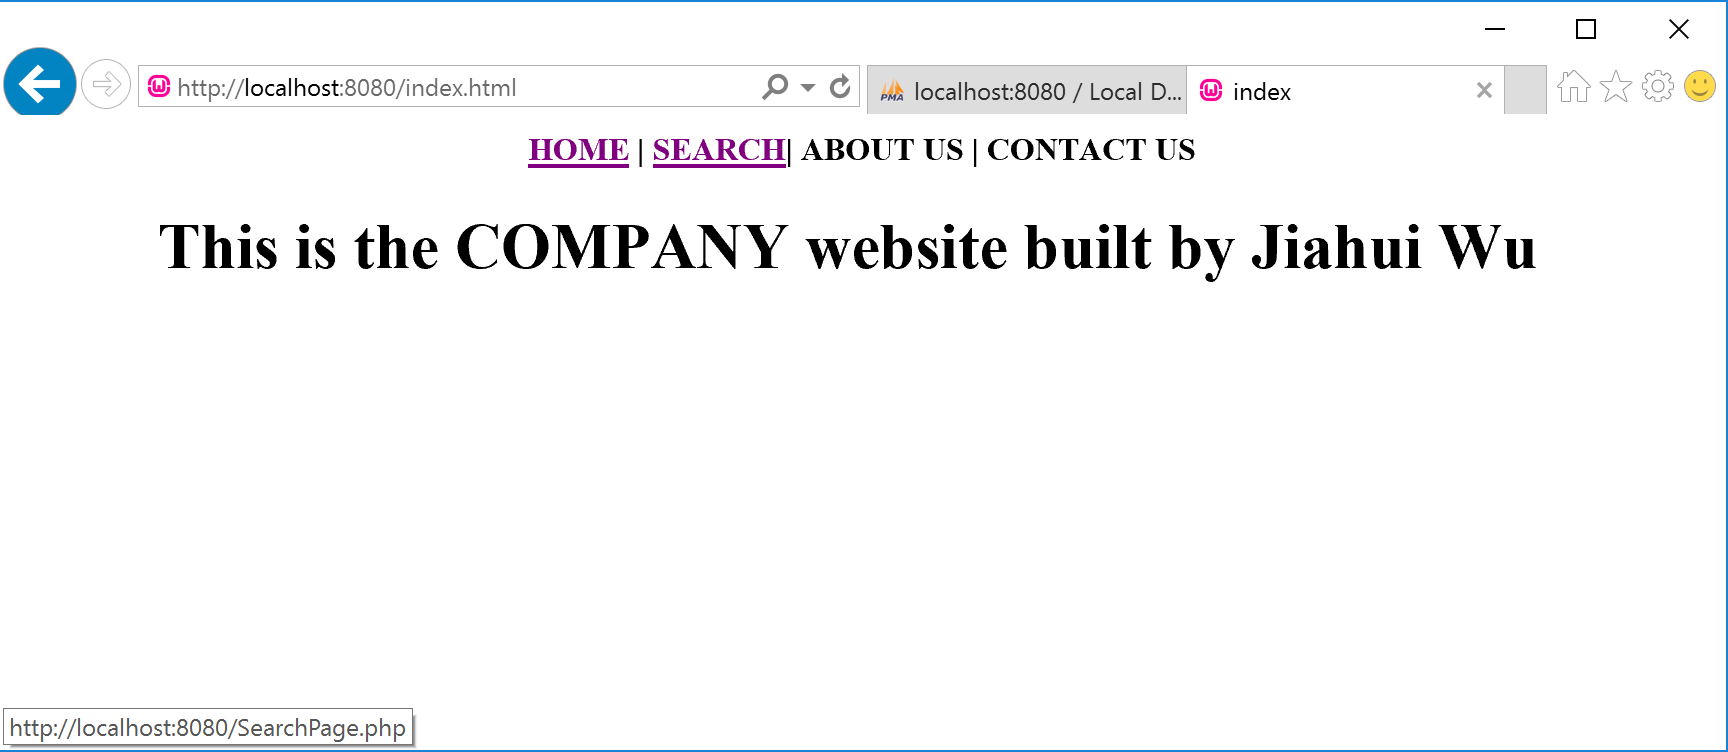 http://localhost:8080/index.html
PMA localhost:8080 / Local D... index
HOME | SEARCH| ABOUT US | CONTACT US
This is the COMPANY website built by Jiahui Wu
http://localhost:8080/SearchPage.php